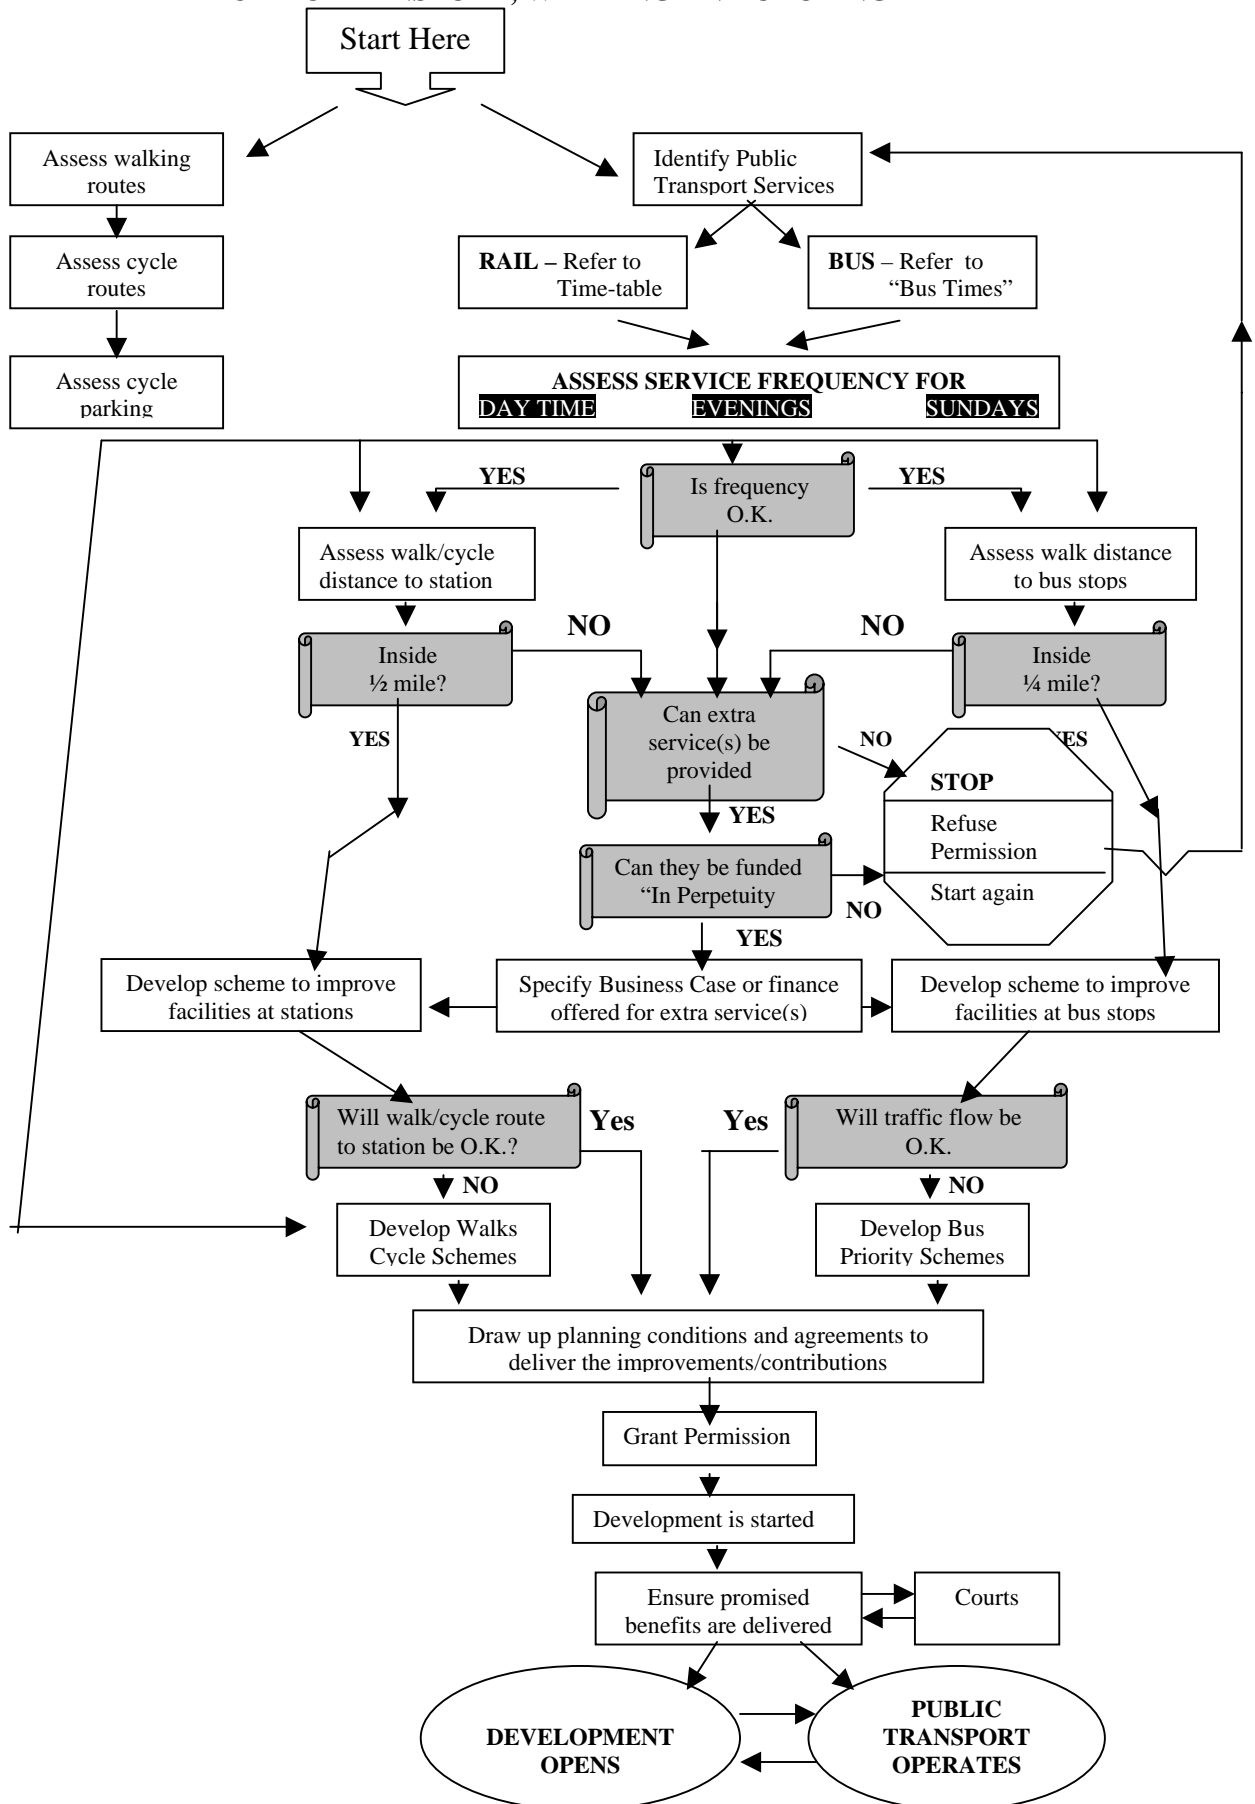 Start Here
Assess walking
routes
Identify Public
Transport Services
Assess cycle
routes
RAIL – Refer to
Time-table
BUS – Refer to
“Bus Times”
Assess cycle
parking
ASSESS SERVICE FREQUENCY FOR
DAY TIME EVENINGS SUNDAYS
YES
Is frequency
O.K.
YES
Assess walk/cycle
distance to station
Assess walk distance
to bus stops
NO
NO
Inside
½ mile?
Inside
¼ mile?
Can extra
service(s) be
provided
YES
NO
YES
STOP
Refuse
Permission
Start again
YES
Can they be funded
“In Perpetuity
NO
YES
Develop scheme to improve
facilities at stations
Specify Business Case or finance
offered for extra service(s)
Develop scheme to improve
facilities at bus stops
Will walk/cycle route
to station be O.K.?
Yes
Yes
Will traffic flow be
O.K.
NO
NO
Develop Walks
Cycle Schemes
Develop Bus
Priority Schemes
Draw up planning conditions and agreements to
deliver the improvements/contributions
Grant Permission
Development is started
Ensure promised
benefits are delivered
Courts
DEVELOPMENT
OPENS
PUBLIC
TRANSPORT
OPERATES